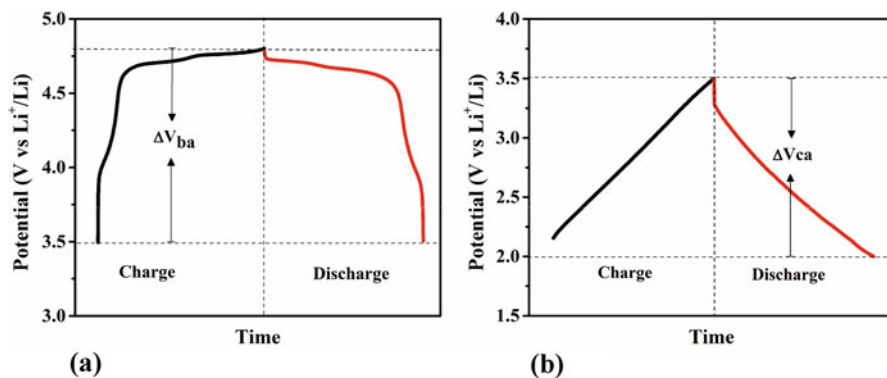 5.0
4.5
4.0
3.5
3.0
Potential (V vs Li⁺/Li)
ΔV_ba
Charge
Discharge
Time
(a)
4.0
3.5
3.0
2.5
2.0
1.5
Potential (V vs Li⁺/Li)
ΔVca
Charge
Discharge
Time
(b)